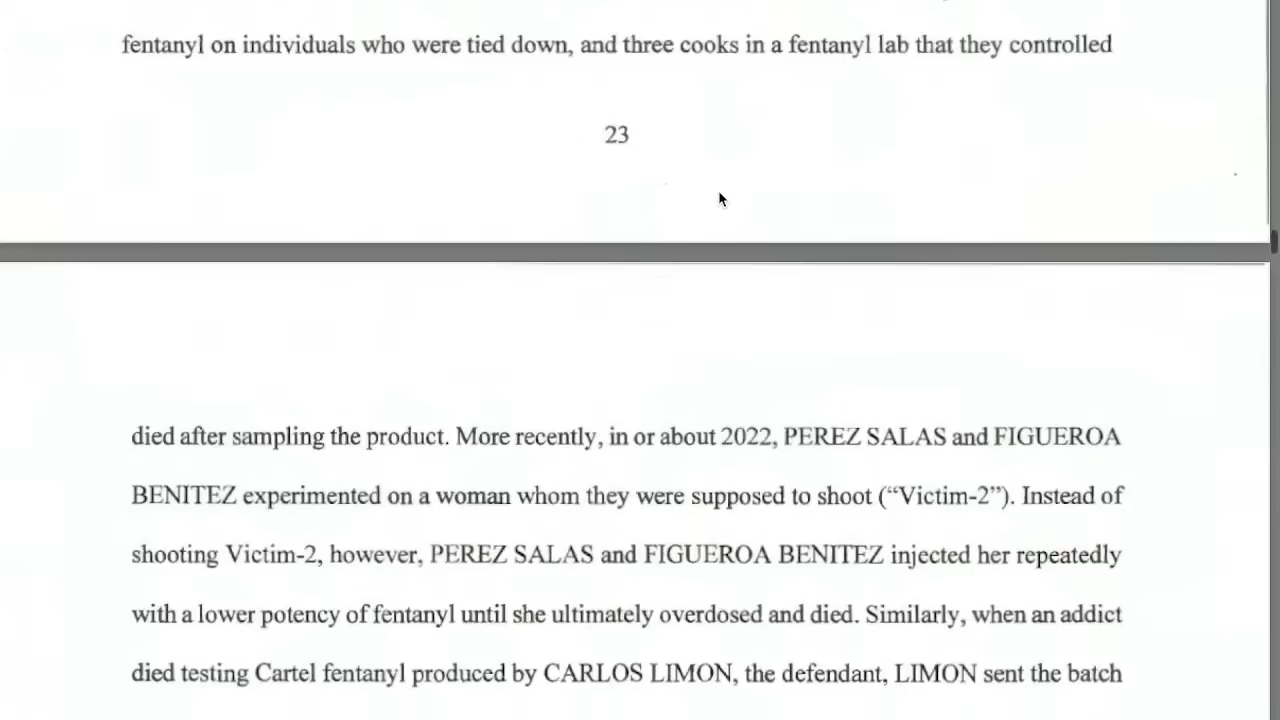 fentanyl on individuals who were tied down, and three cooks in a fentanyl lab that they controlled
23
died after sampling the product. More recently, in or about 2022, PEREZ SALAS and FIGUEROA
BENITEZ experimented on a woman whom they were supposed to shoot (“Victim-2”). Instead of
shooting Victim-2, however, PEREZ SALAS and FIGUEROA BENITEZ injected her repeatedly
with a lower potency of fentanyl until she ultimately overdosed and died. Similarly, when an addict
died testing Cartel fentanyl produced by CARLOS LIMON, the defendant, LIMON sent the batch